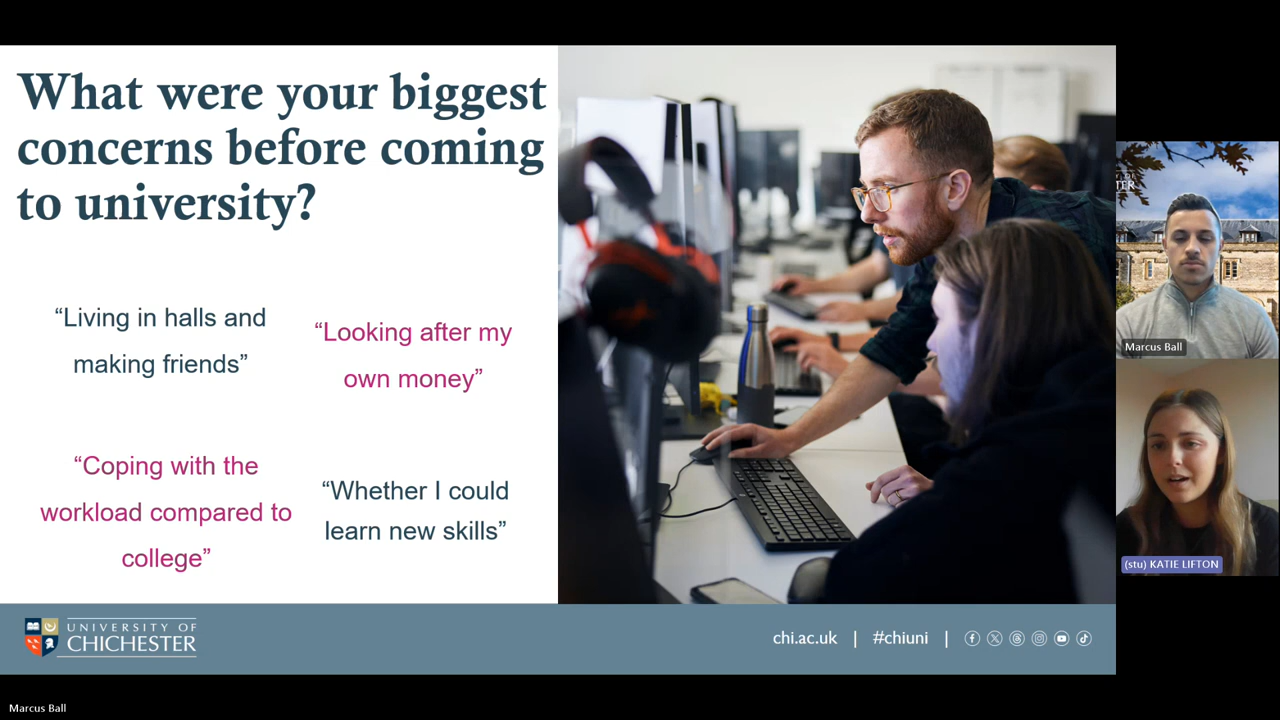 What were your biggest
concerns before coming
to university?
“Living in halls and
making friends”
“Looking after my
own money”
“Coping with the
workload compared to
college”
“Whether I could
learn new skills”
UNIVERSITY OF
CHICHESTER
chi.ac.uk | #chiuni |
TER
Marcus Ball
(stu) KATIE LIFTON
Marcus Ball